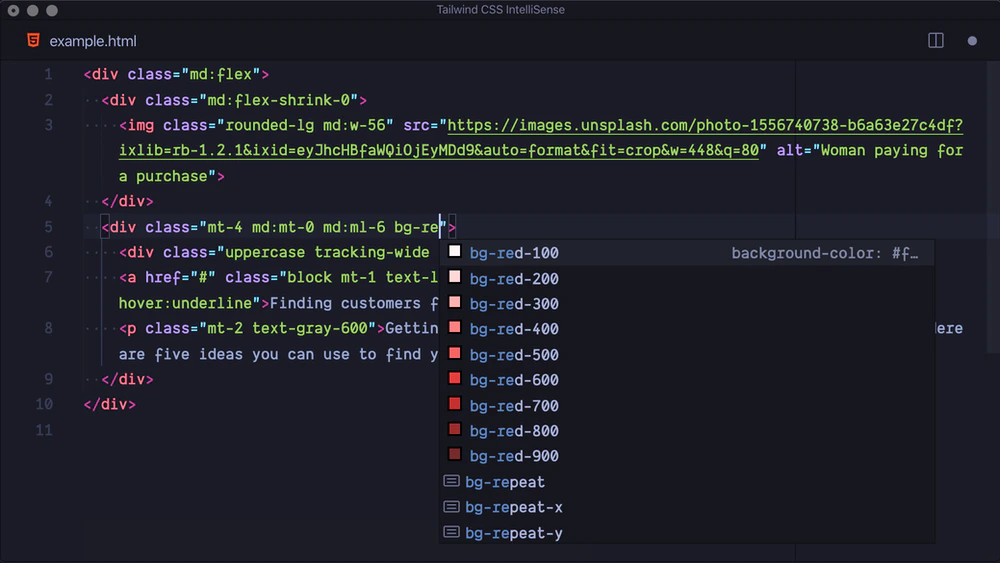 Tailwind CSS IntelliSense
example.html
1 <div class="md:flex">
2 <div class="md:flex-shrink-0">
3 <img class="rounded-lg md:w-56" src="https://images.unsplash.com/photo-1556740738-b6a63e27c4df?
ixlib=rb-1.2.1&ixid=eyJhcHBfaWQiOjEyMDd9&auto=format&fit=crop&w=448&q=80" alt="Woman paying for
a purchase">
4 </div>
5 <div class="mt-4 md:mt-0 md:ml-6 bg-re">
6 <div class="uppercase tracking-wide
bg-red-100 background-color: #f…
7 <a href="#" class="block mt-1 text-l
bg-red-200
hover:underline">Finding customers f
bg-red-300
8 <p class="mt-2 text-gray-600">Gettin
bg-red-400
are five ideas you can use to find y
bg-red-500
9 </div>
bg-red-600
10 </div>
bg-red-700
11
bg-red-800
bg-red-900
bg-repeat
bg-repeat-x
bg-repeat-y